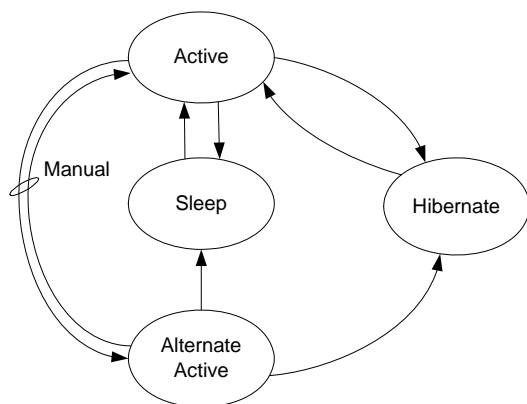 Active
Manual
Sleep
Hibernate
Alternate
Active